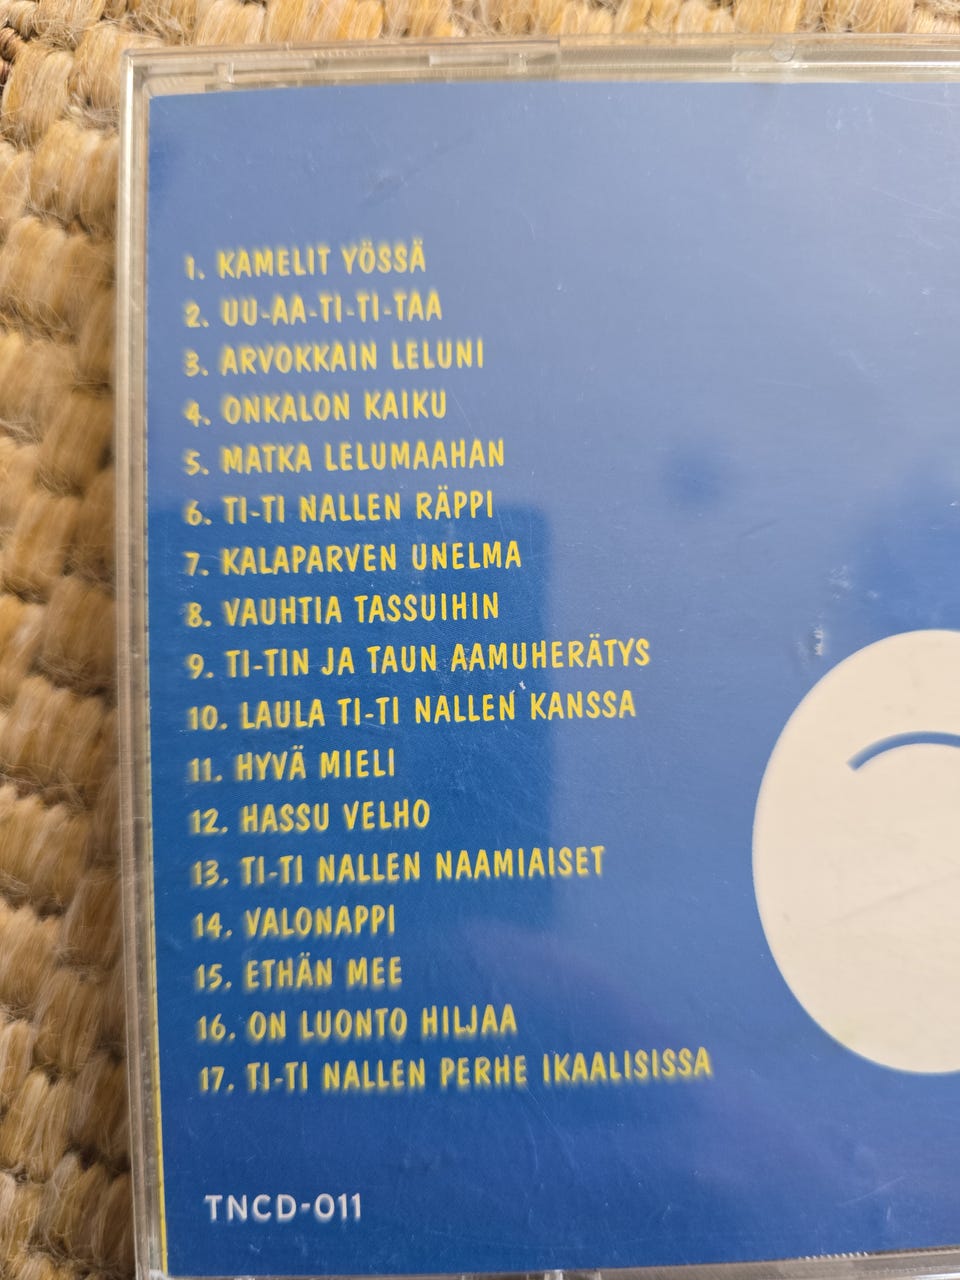 1. KAMELIT YÖSSÄ
2. UU-AA-TI-TI-TAA
3. ARVOKKAIN LELUNI
4. ONKALON KAIKU
5. MATKA LELUMAAHAN
6. TI-TI NALLEN RÄPPI
7. KALAPARVEN UNELMA
8. VAUHTIA TASSUIHIN
9. TI-TIN JA TAUN AAMUHERÄTYS
10. LAULA TI-TI NALLEN KANSSA
11. HYVÄ MIELI
12. HASSU VELHO
13. TI-TI NALLEN NAAMIAISET
14. VALONAPPI
15. ETHÄN MEE
16. ON LUONTO HILJAA
17. TI-TI NALLEN PERHE IKAALISISSA
TNCD-011